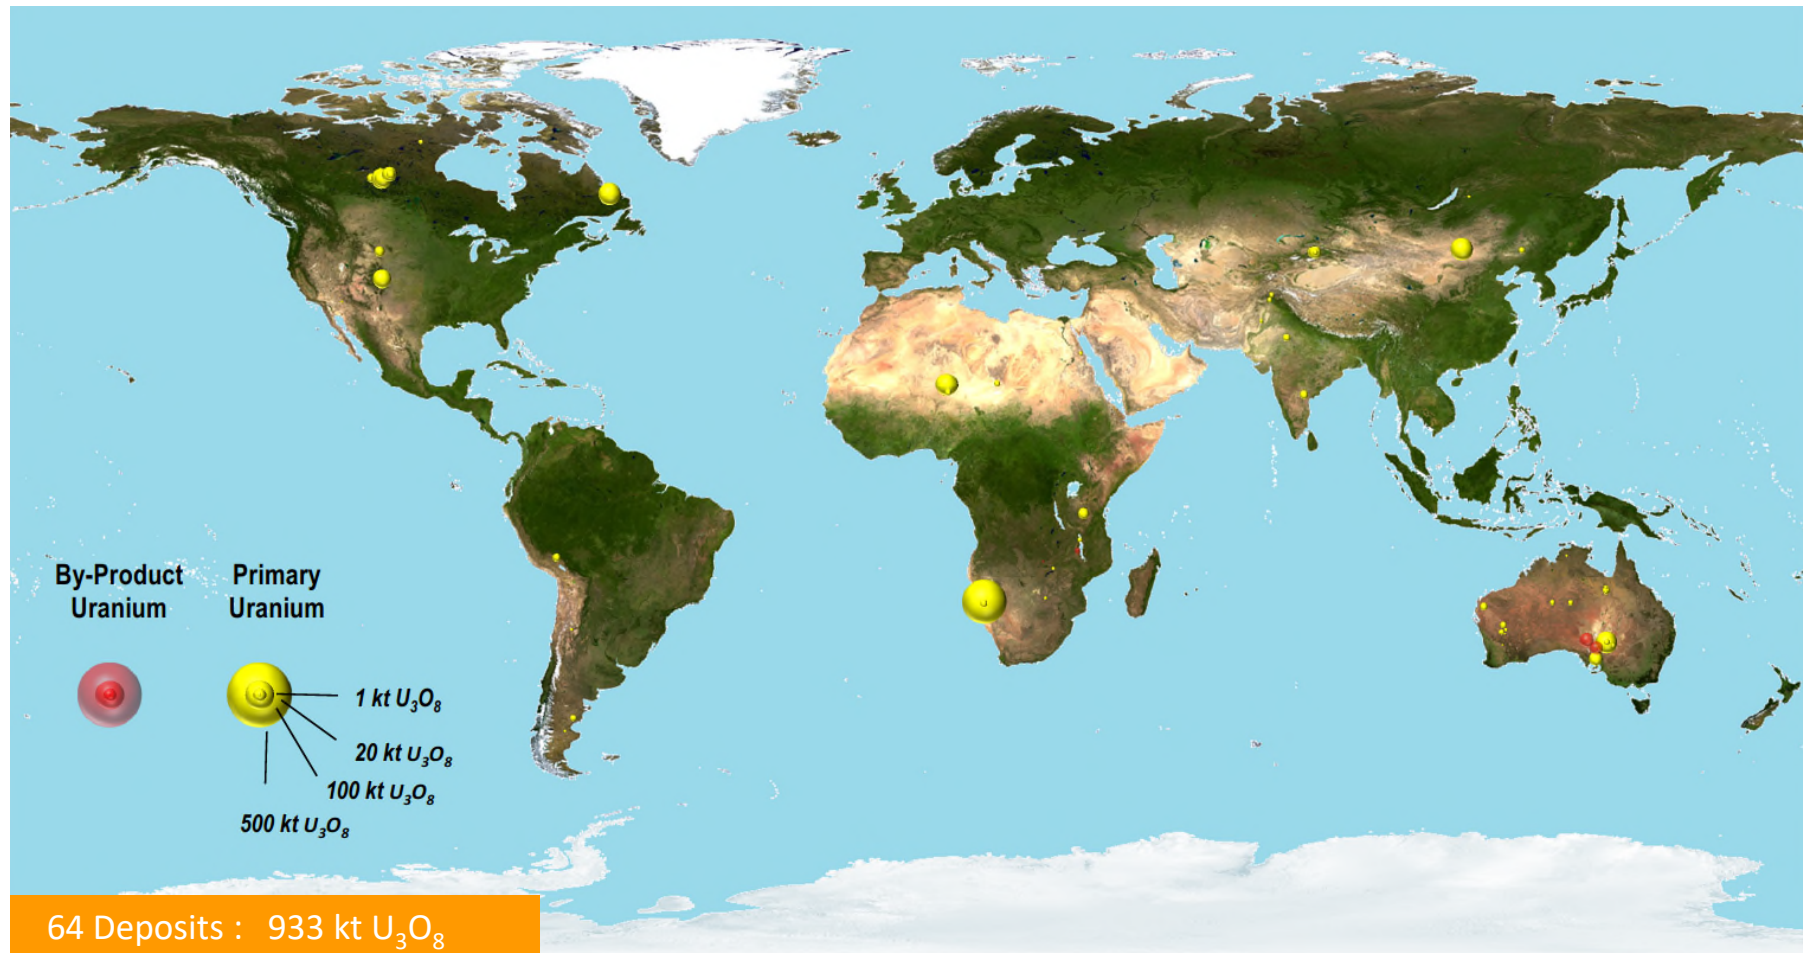 By-Product
Uranium
Primary
Uranium
1 kt U₃O₈
20 kt U₃O₈
100 kt U₃O₈
500 kt U₃O₈
64 Deposits : 933 kt U₃O₈